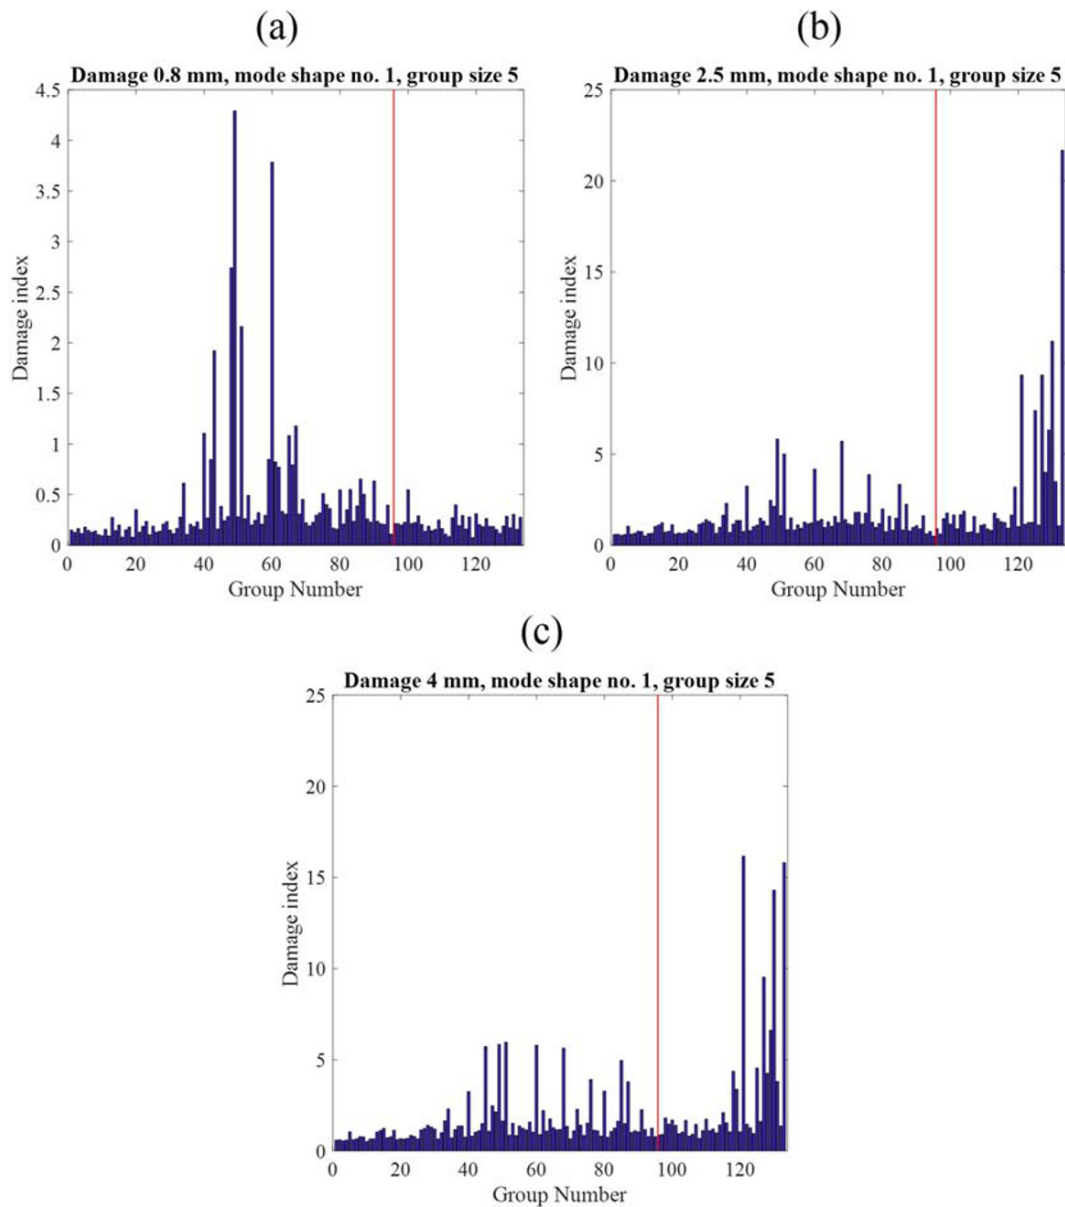 (a)
Damage 0.8 mm, mode shape no. 1, group size 5
4.5
4
3.5
3
2.5
2
1.5
1
0.5
0
Damage index
0 20 40 60 80 100 120
Group Number
(b)
Damage 2.5 mm, mode shape no. 1, group size 5
25
20
15
10
5
0
Damage index
0 20 40 60 80 100 120
Group Number
(c)
Damage 4 mm, mode shape no. 1, group size 5
25
20
15
10
5
0
Damage index
0 20 40 60 80 100 120
Group Number